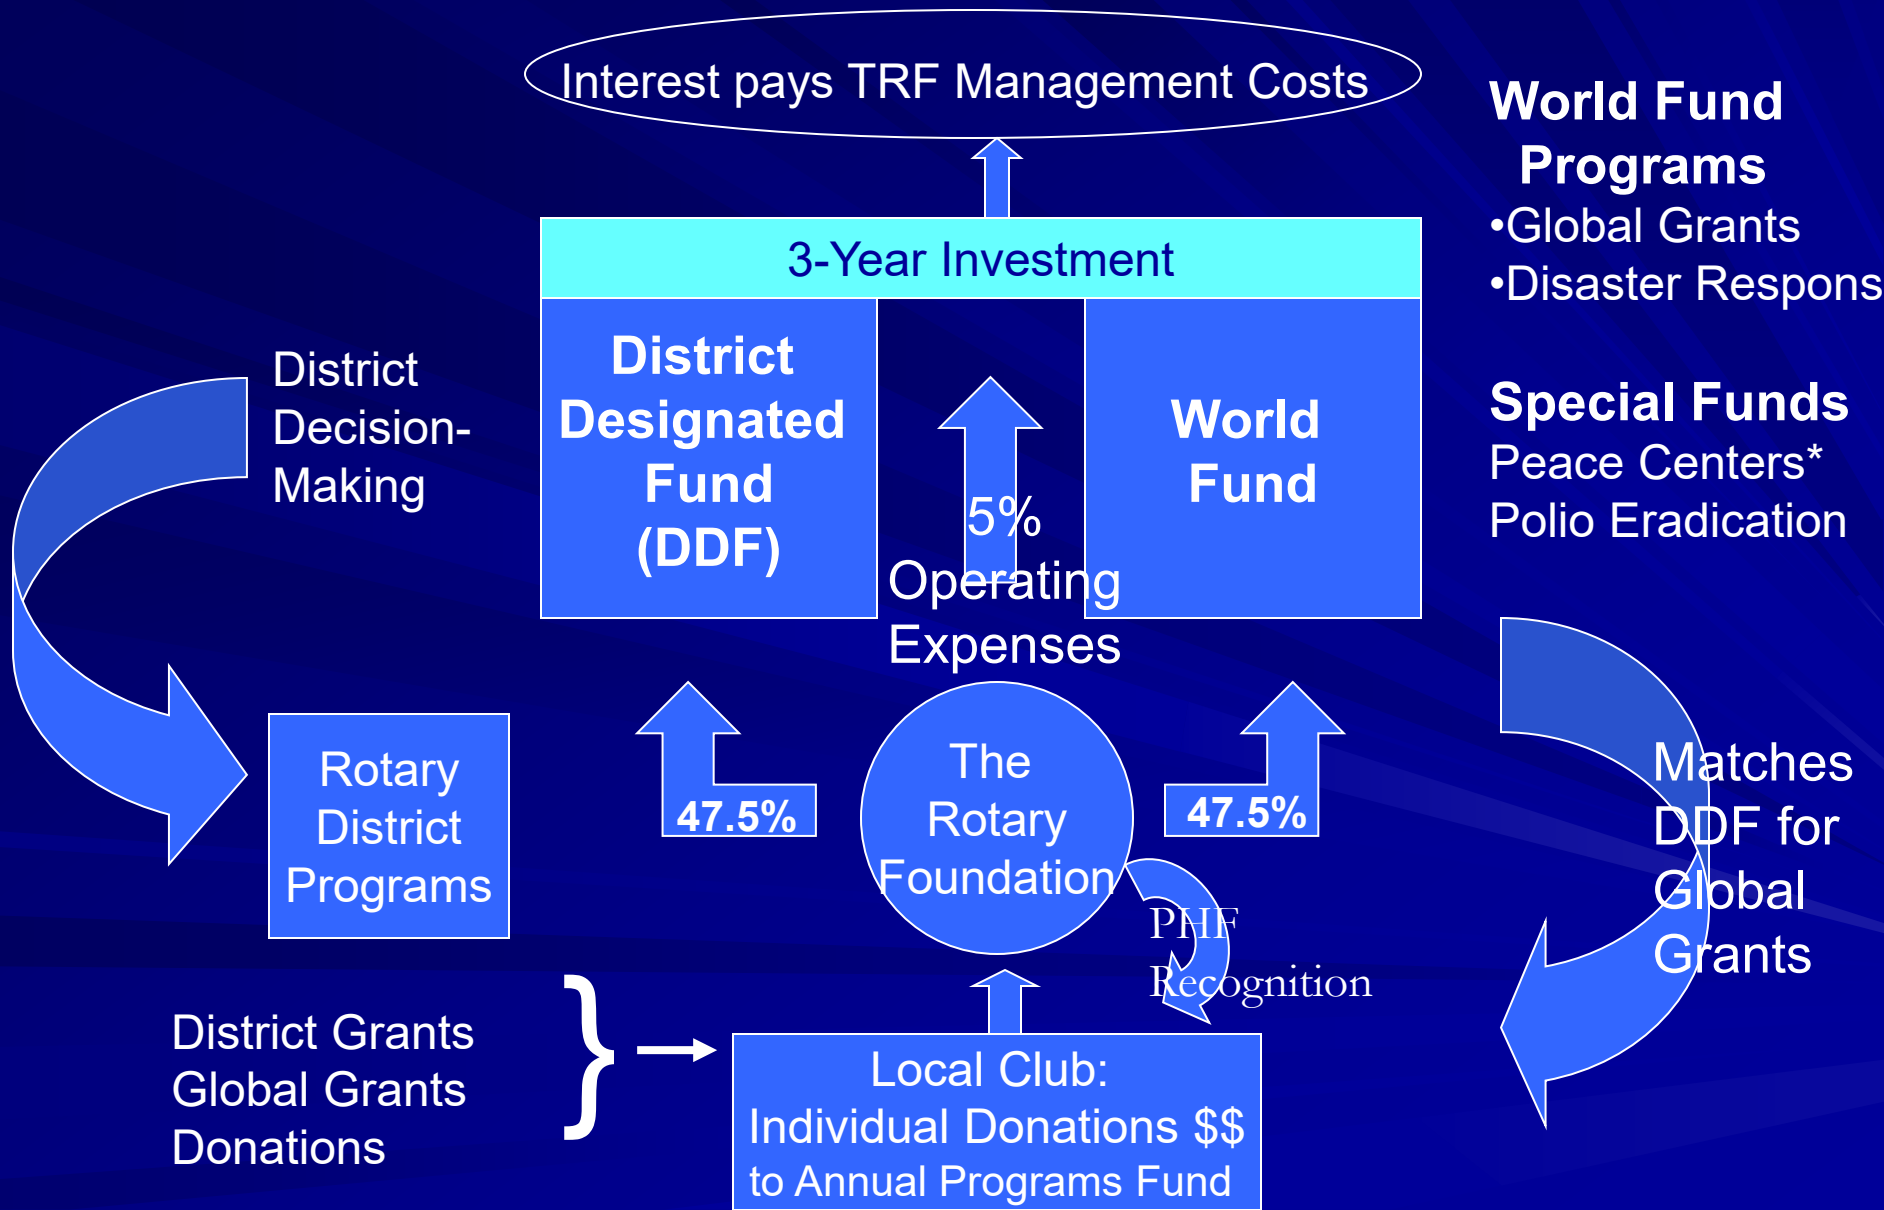 Interest pays TRF Management Costs
World Fund
Programs
•Global Grants
•Disaster Respons
3-Year Investment
District
Decision-
Making
District
Designated
Fund
(DDF)
5%
Operating
Expenses
World
Fund
Special Funds
Peace Centers*
Polio Eradication
Rotary
District
Programs
47.5%
The
Rotary
Foundation
47.5%
Matches
DDF for
Global
Grants
PHF
Recognition
District Grants
Global Grants
Donations
}
Local Club:
Individual Donations $$
to Annual Programs Fund